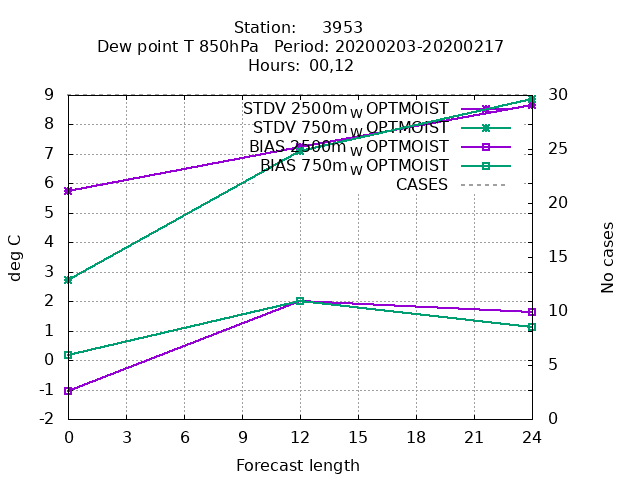 Station: 3953
Dew point T 850hPa Period: 20200203-20200217
Hours: 00,12
STDV 2500m W OPTMOIST
STDV 750m W OPTMOIST
BIAS 2500m W OPTMOIST
BIAS 750m W OPTMOIST
CASES
deg C
9
8
7
6
5
4
3
2
1
0
-1
-2
30
25
20
15
10
5
0
No cases
0 3 6 9 12 15 18 21 24
Forecast length